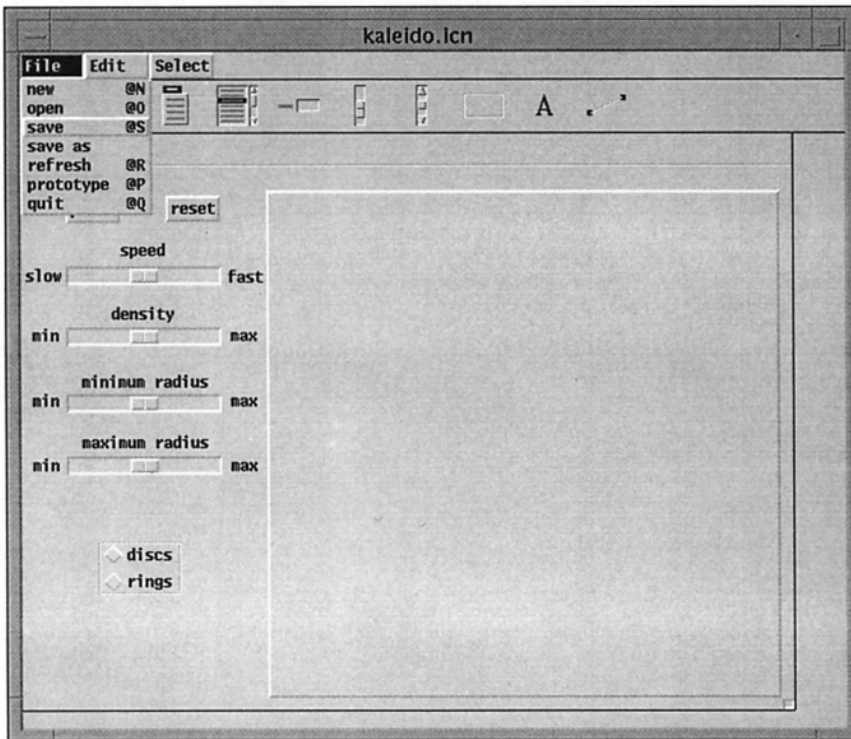 kaleido.icn
File Edit Select
new @N
open @O
save @S
save as
refresh @R
prototype @P
quit @Q
A
reset
speed
slow fast
density
min max
minimum radius
min max
maximum radius
min max
discs
rings